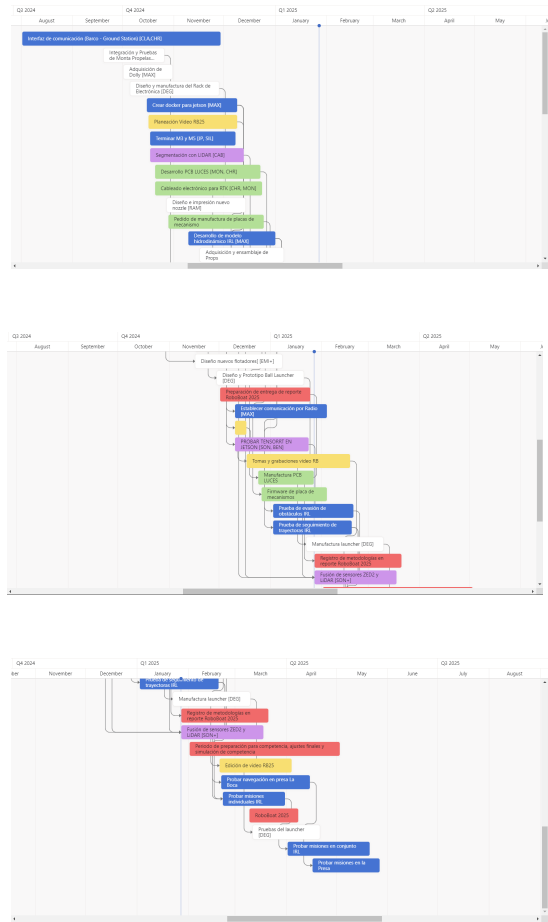 Q3 2024 Q4 2024 Q1 2025 Q2 2025
August September October November December January February March April May
Interfaz de comunicación (Barco - Ground Station) [CLA,CHR]
Integración y Pruebas
de Monta Propelas...
Adquisición de
Dolly [MAX]
Diseño y manufactura del Rack de
Electrónica [DEG]
Crear docker para jetson [MAX]
Planeación Video RB25
Terminar M3 y M5 [IP, SIL]
Segmentación con LiDAR [CAB]
Desarrollo PCB LUCES [MON, CHR]
Cableado electrónico para RTK [CHR, MON]
Diseño e impresión nuevo
nozzle [RAM]
Pedido de manufactura de placas de
mecanismo
Desarrollo de modelo
hidrodinámico IRL [MAX]
Adquisición y ensamblaje de
Props
Q3 2024 Q4 2024 Q1 2025 Q2 2025
August September October November December January February March April May
Diseño nuevos flotadores] [EMI+]
Diseño y Prototipo Ball Launcher
[DEG]
Preparación de entrega de reporte
RoboBoat 2025
Establecer comunicación por Radio
[MAX]
PROBAR TENSORRT EN
JETSON [SON, BEN]
Tomas y grabaciones video RB
Manufactura PCB
LUCES
Firmware de placa de
mecanismos
Prueba de evasión de
obstáculos IRL
Prueba de seguimiento de
trayectorias IRL
Manufactura launcher [DEG]
Registro de metodologías en
reporte RoboBoat 2025
Fusión de sensores ZED2 y
LiDAR [SON+]
Q4 2024 Q1 2025 Q2 2025 Q3 2025
November December January February March April May June July August
Prueba de seguimiento de
trayectorias IRL
Manufactura launcher [DEG]
Registro de metodologías en
reporte RoboBoat 2025
Fusión de sensores ZED2 y
LiDAR [SON+]
Periodo de preparación para competencia, ajustes finales y
simulación de competencia
Edición de video RB25
Probar navegación en presa La
Boca
Probar misiones
individuales IRL
RoboBoat 2025
Pruebas del launcher
[DEG]
Probar misiones en conjunto
IRL
Probar misiones en la
Presa